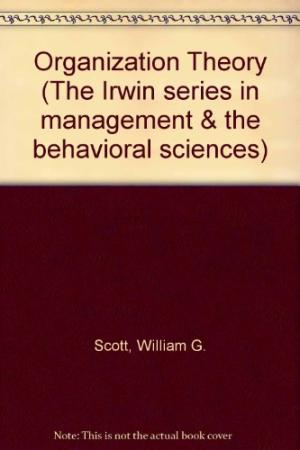 Organization Theory
(The Irwin series in
management & the
behavioral sciences)
Scott, William G.
Note: This is not the actual book cover